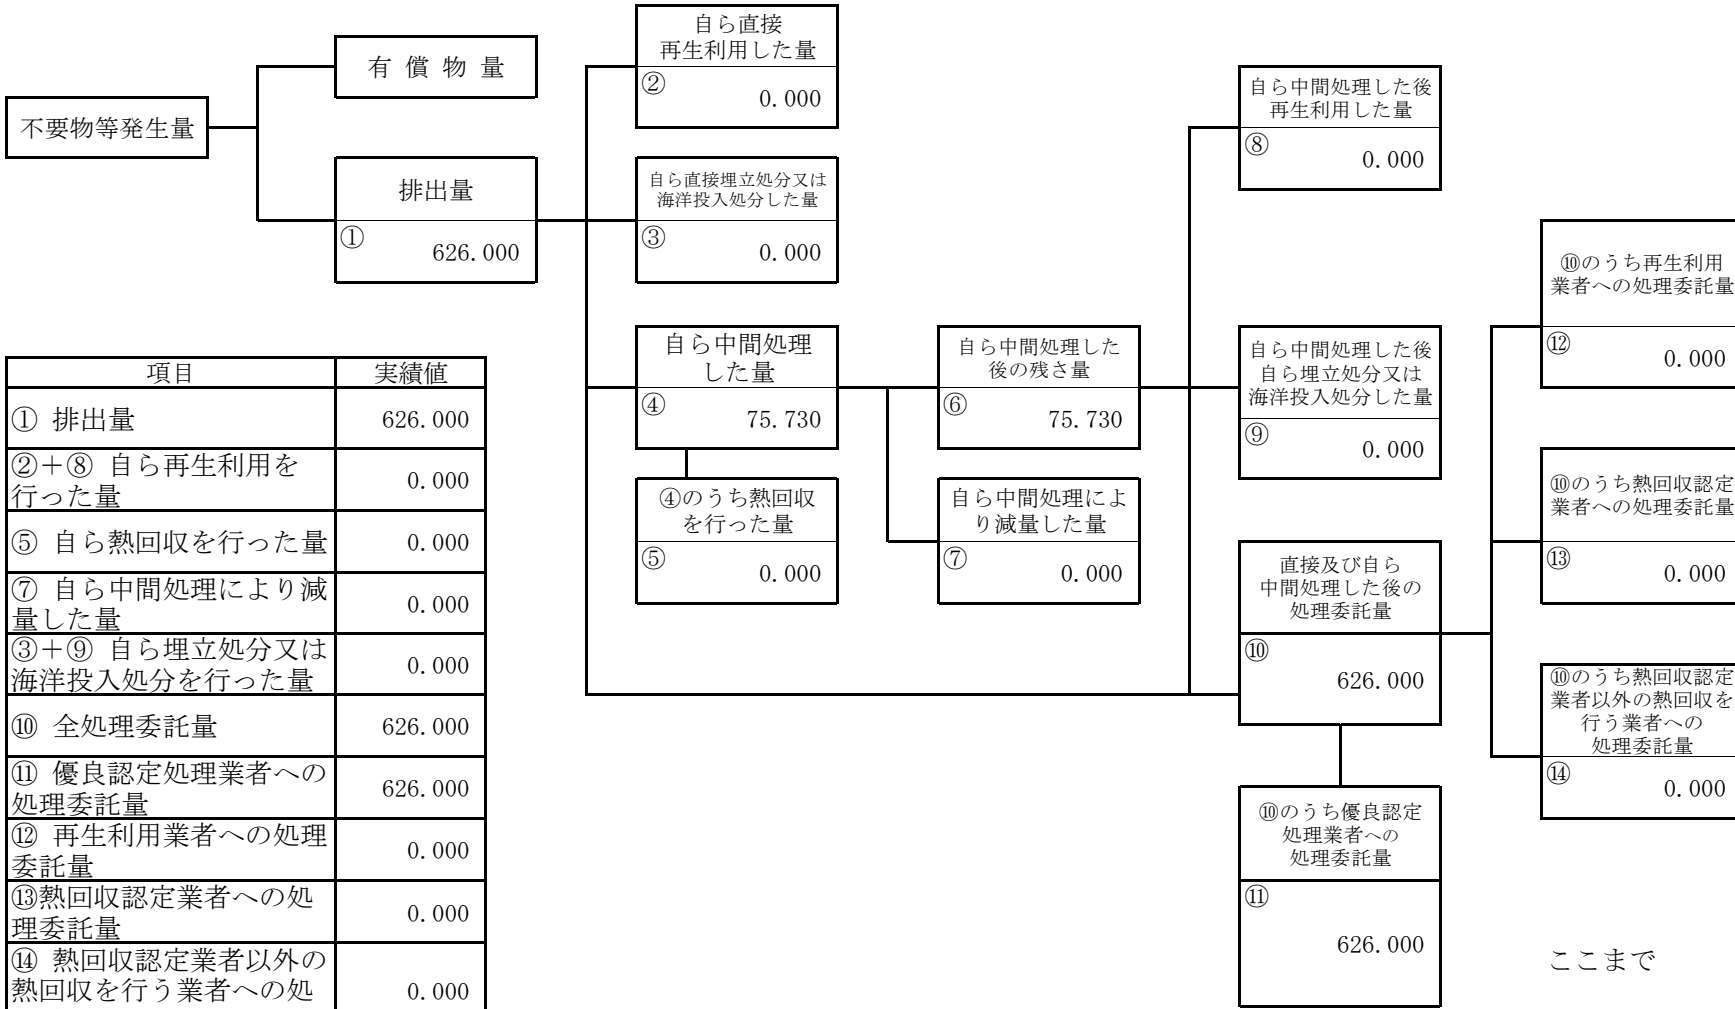 不要物等発生量
有 償 物 量
排出量
① 626.000
自ら直接
再生利用した量
② 0.000
自ら直接埋立処分又は
海洋投入処分した量
③ 0.000
自ら中間処理
した量
④ 75.730
④のうち熱回収
を行った量
⑤ 0.000
自ら中間処理した
後の残さ量
⑥ 75.730
自ら中間処理によ
り減量した量
⑦ 0.000
自ら中間処理した後
再生利用した量
⑧ 0.000
自ら中間処理した後
自ら埋立処分又は
海洋投入処分した量
⑨ 0.000
直接及び自ら
中間処理した後の
処理委託量
⑩
626.000
⑩のうち優良認定
処理業者への
処理委託量
⑪
626.000
⑩のうち再生利用
業者への処理委託量
⑫ 0.000
⑩のうち熱回収認定
業者への処理委託量
⑬ 0.000
⑩のうち熱回収認定
業者以外の熱回収を
行う業者への
処理委託量
⑭ 0.000
項目 実績値
① 排出量 626.000
②+⑧ 自ら再生利用を
行った量 0.000
⑤ 自ら熱回収を行った量 0.000
⑦ 自ら中間処理により減
量した量 0.000
③+⑨ 自ら埋立処分又は
海洋投入処分を行った量 0.000
⑩ 全処理委託量 626.000
⑪ 優良認定処理業者への
処理委託量 626.000
⑫ 再生利用業者への処理
委託量 0.000
⑬熱回収認定業者への処
理委託量 0.000
⑭ 熱回収認定業者以外の
熱回収を行う業者への処 0.000
ここまで